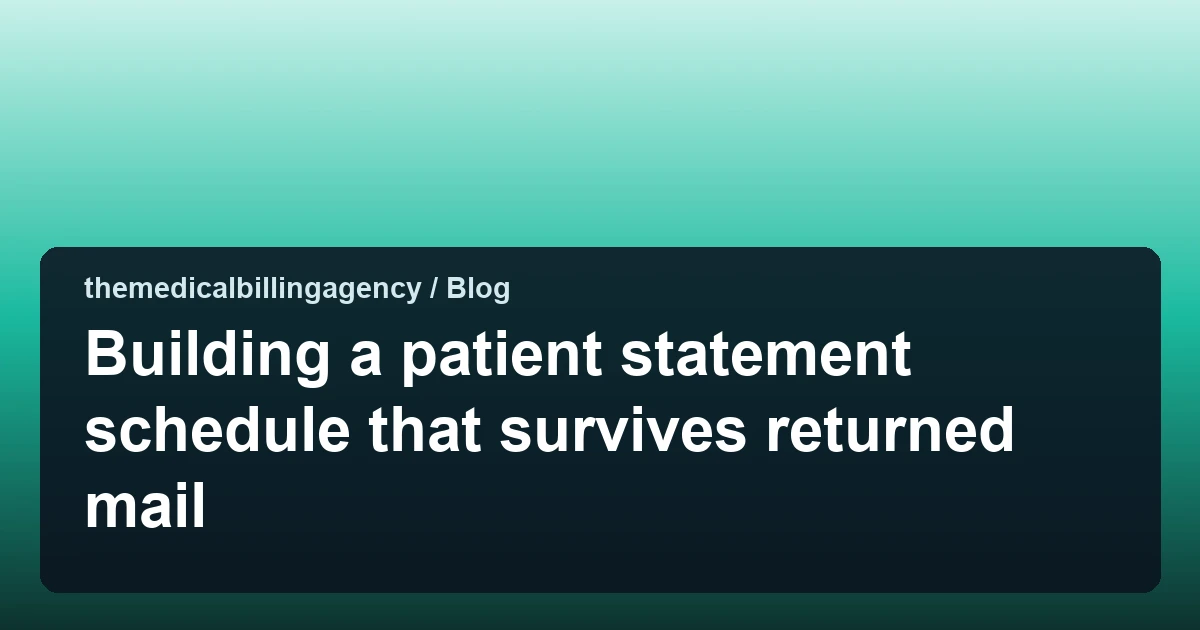 themedicalbillingagency / Blog
Building a patient statement
schedule that survives returned
mail